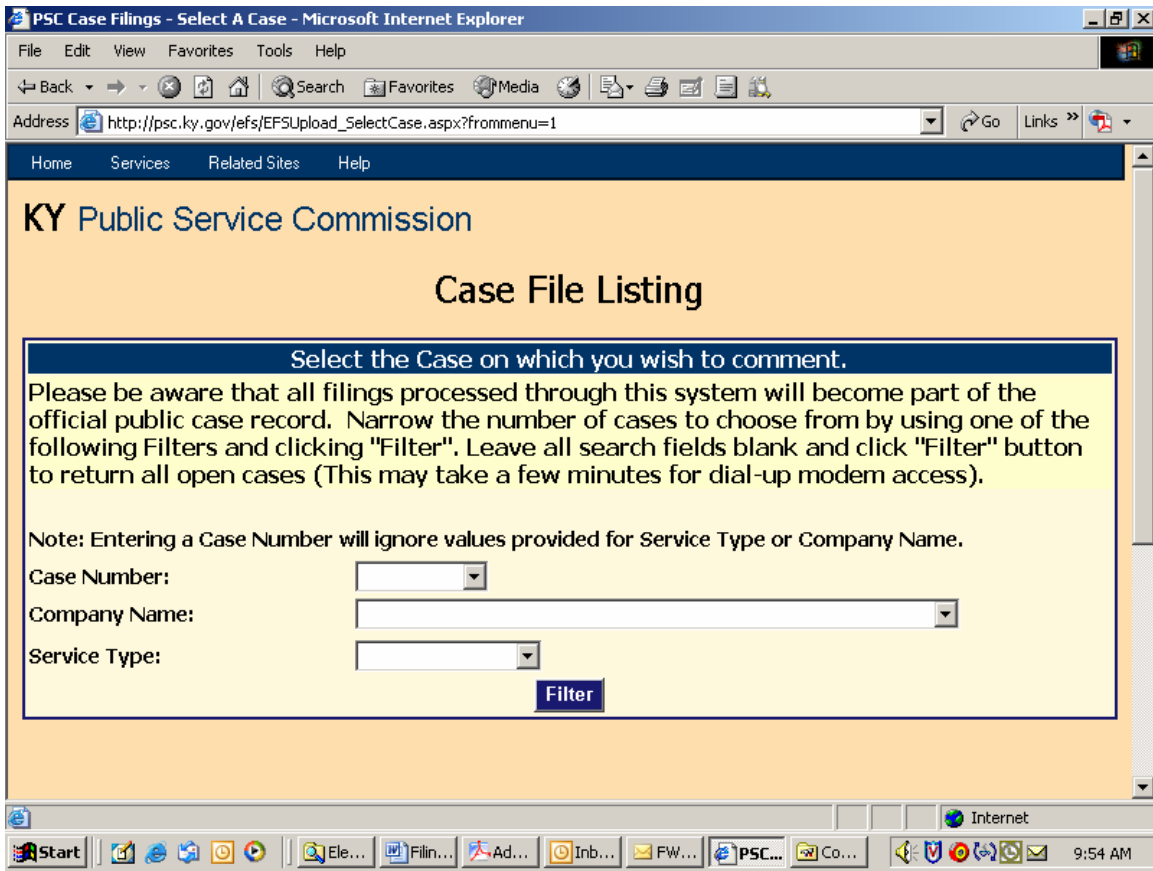 PSC Case Filings - Select A Case - Microsoft Internet Explorer
File Edit View Favorites Tools Help
Back Search Favorites Media
Address http://psc.ky.gov/efs/EFSUpload_SelectCase.aspx?frommenu=1 Go Links »
Home Services Related Sites Help
KY Public Service Commission
Case File Listing
Select the Case on which you wish to comment.
Please be aware that all filings processed through this system will become part of the
official public case record. Narrow the number of cases to choose from by using one of the
following Filters and clicking "Filter". Leave all search fields blank and click "Filter" button
to return all open cases (This may take a few minutes for dial-up modem access).
Note: Entering a Case Number will ignore values provided for Service Type or Company Name.
Case Number:
Company Name:
Service Type:
Filter
Internet
Start Ele... Filin... Ad... Inb... FW... PSC... Co... 9:54 AM